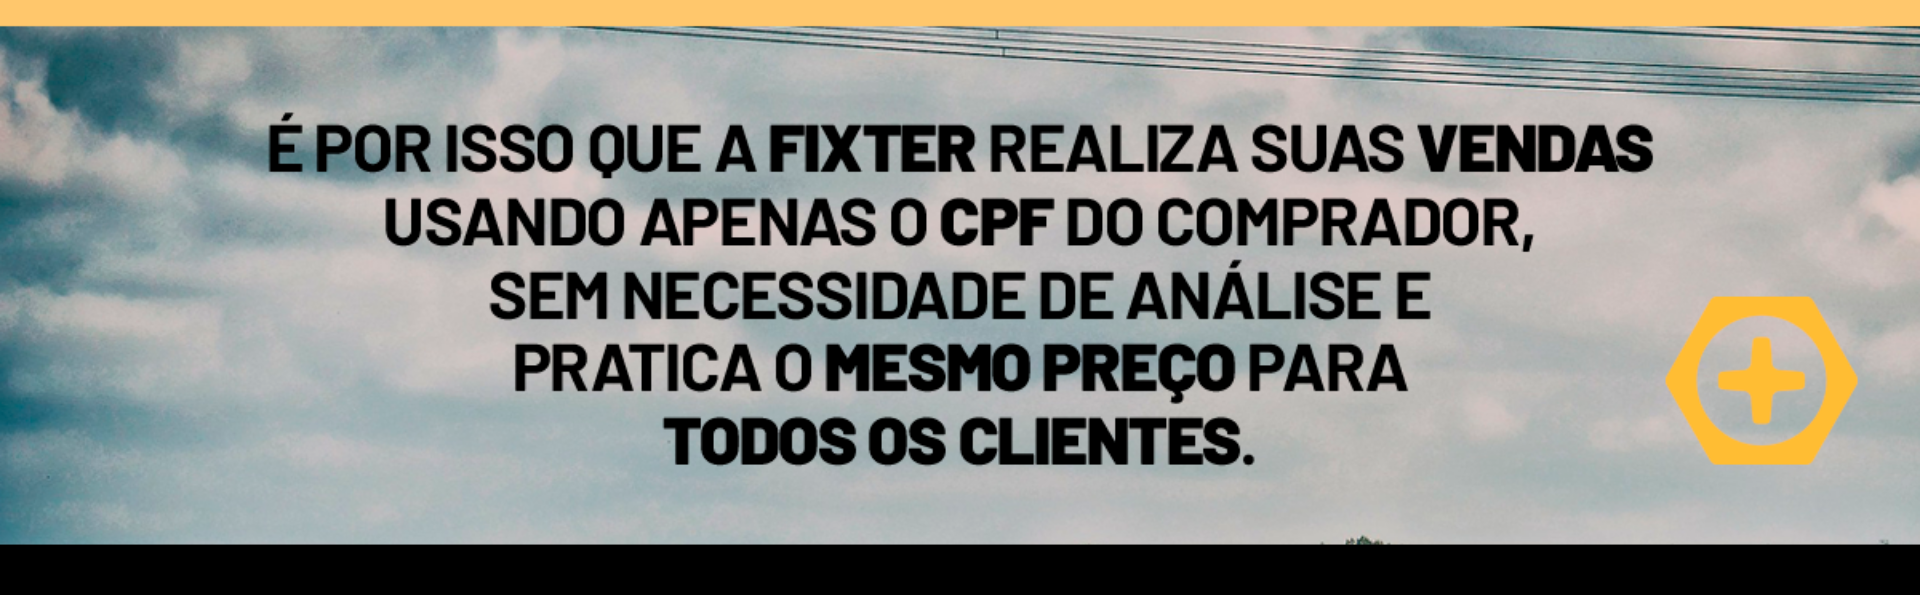 É POR ISSO QUE A FIXTER REALIZA SUAS VENDAS
USANDO APENAS O CPF DO COMPRADOR,
SEM NECESSIDADE DE ANÁLISE E
PRATICA O MESMO PREÇO PARA
TODOS OS CLIENTES.